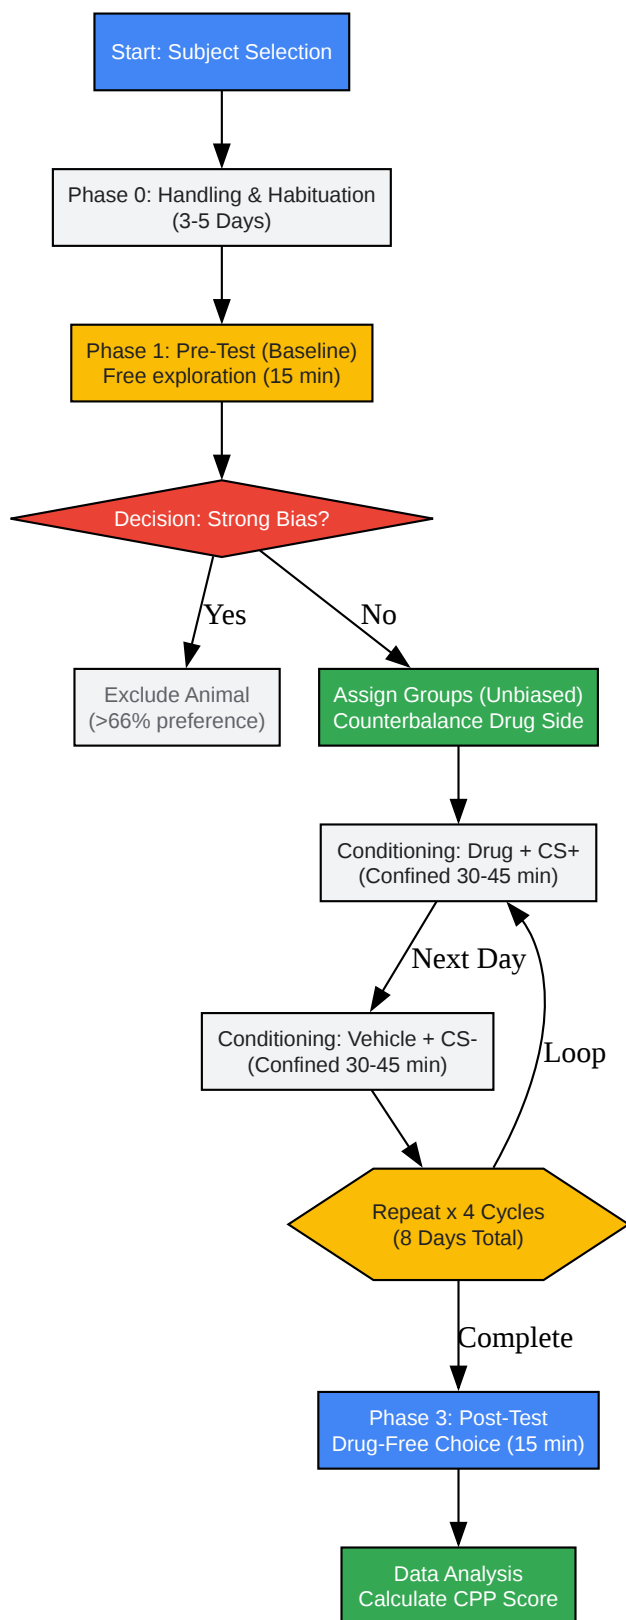 Start: Subject Selection
Phase 0: Handling & Habituation
(3-5 Days)
Phase 1: Pre-Test (Baseline)
Free exploration (15 min)
Decision: Strong Bias?
Yes
No
Exclude Animal
(>66% preference)
Assign Groups (Unbiased)
Counterbalance Drug Side
Conditioning: Drug + CS+
(Confined 30-45 min)
Next Day
Conditioning: Vehicle + CS-
(Confined 30-45 min)
Loop
Repeat x 4 Cycles
(8 Days Total)
Complete
Phase 3: Post-Test
Drug-Free Choice (15 min)
Data Analysis
Calculate CPP Score